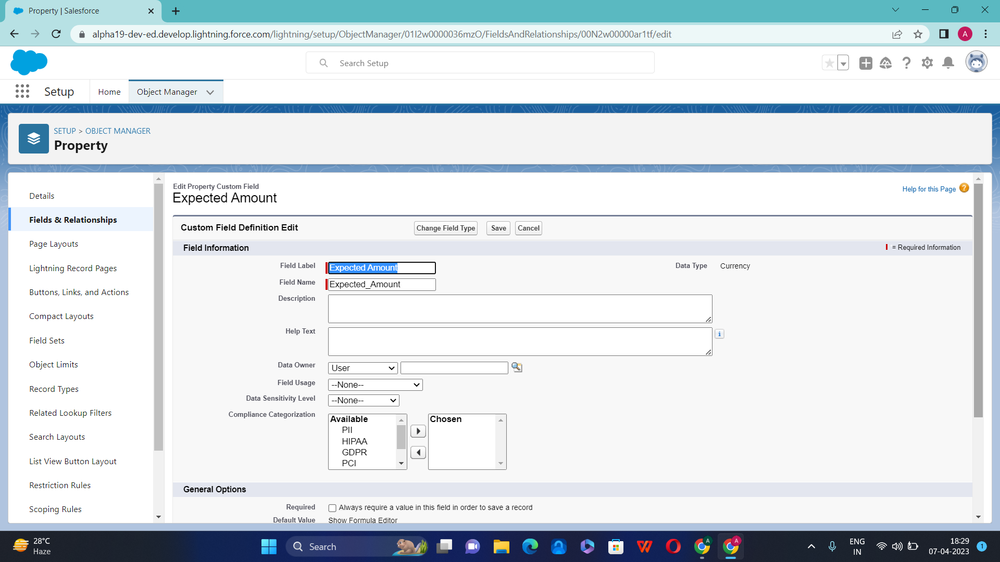 Property | Salesforce
alpha19-dev-ed.develop.lightning.force.com/lightning/setup/ObjectManager/01I2w0000036mzO/FieldsAndRelationships/00N2w00000ar1tf/edit
A
Search Setup
Setup
Home
Object Manager
SETUP > OBJECT MANAGER
Property
Details
Fields & Relationships
Page Layouts
Lightning Record Pages
Buttons, Links, and Actions
Compact Layouts
Field Sets
Object Limits
Record Types
Related Lookup Filters
Search Layouts
List View Button Layout
Restriction Rules
Scoping Rules
Edit Property Custom Field
Expected Amount
Help for this Page ?
Custom Field Definition Edit
Change Field Type Save Cancel
Field Information
= Required Information
Field Label Expected Amount
Data Type Currency
Field Name Expected_Amount
Description
Help Text
i
Data Owner User
Field Usage --None--
Data Sensitivity Level --None--
Compliance Categorization
Available
PII
HIPAA
GDPR
PCI
Chosen
General Options
Required Always require a value in this field in order to save a record
Default Value Show Formula Editor
28°C
Haze
Search
A
A
ENG
IN
18:29
07-04-2023
1